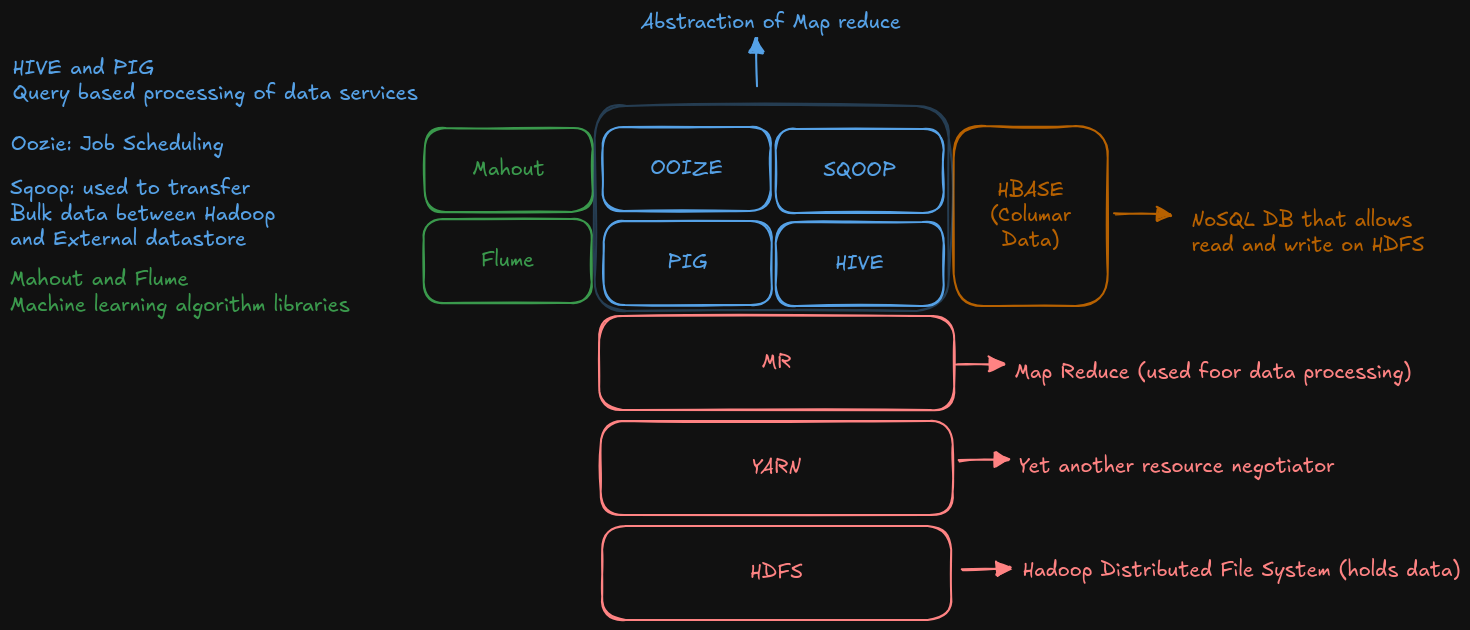 Abstraction of Map reduce
HIVE and PIG
Query based processing of data services
Oozie: Job Scheduling
Sqoop: used to transfer
Bulk data between Hadoop
and External datastore
Mahout and Flume
Machine learning algorithm libraries
Mahout
OOIZE
SQOOP
Flume
PIG
HIVE
HBASE
(Columar
Data)
NoSQL DB that allows
read and write on HDFS
MR
Map Reduce (used foor data processing)
YARN
Yet another resource negotiator
HDFS
Hadoop Distributed File System (holds data)